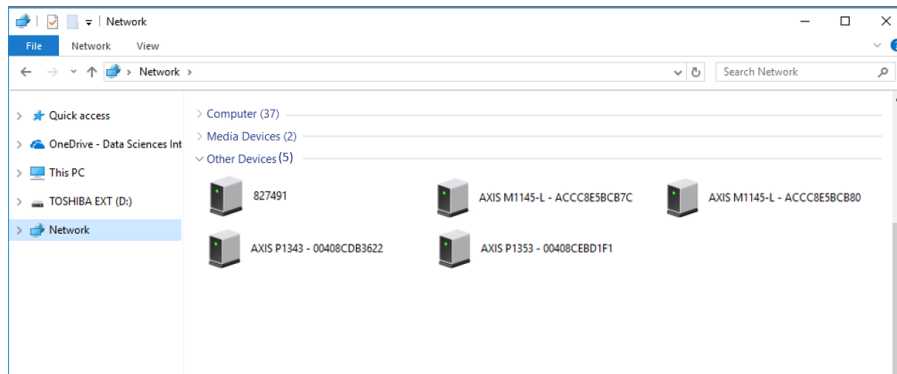 Network
File Network View
Network
Search Network
Quick access
OneDrive - Data Sciences Int
This PC
TOSHIBA EXT (D:)
Network
Computer (37)
Media Devices (2)
Other Devices (5)
827491
AXIS M1145-L - ACCC8E5BCB7C
AXIS M1145-L - ACCC8E5BCB80
AXIS P1343 - 00408CDB3622
AXIS P1353 - 00408CEBD1F1